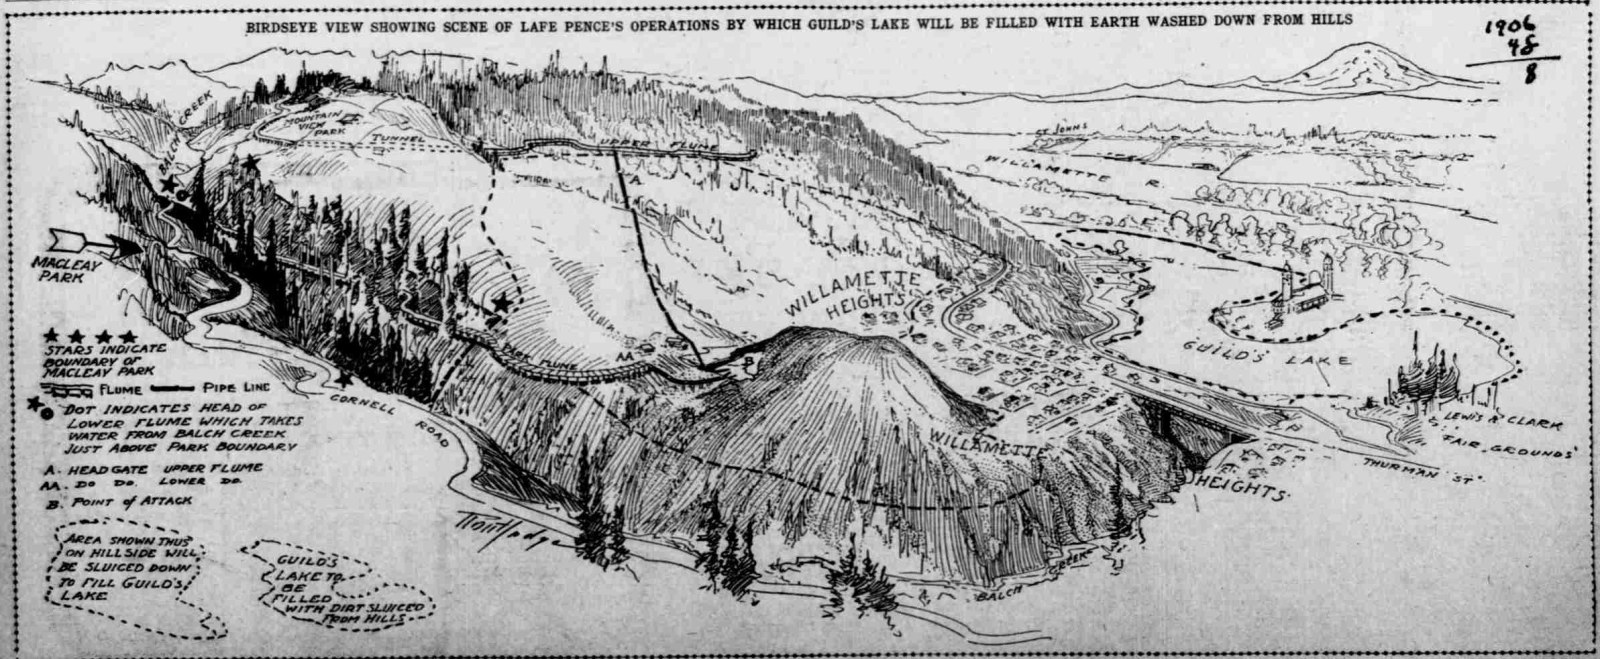 BIRDSEYE VIEW SHOWING SCENE OF LAFE PENCE'S OPERATIONS BY WHICH GUILD'S LAKE WILL BE FILLED WITH EARTH WASHED DOWN FROM HILLS
1906
48
8
BALCH CREEK
MOUNTAIN
VIEW
PARK
TUNNEL
UPPER FLUME
A
ST JOHNS
WILLAMETTE R.
MACLEAY
PARK
WILLAMETTE
HEIGHTS
GUILD'S LAKE
AA
FLUME
B
STARS INDICATE
BOUNDARY OF
MACLEAY PARK
FLUME PIPE LINE
DOT INDICATES HEAD OF
LOWER FLUME WHICH TAKES
WATER FROM BALCH CREEK
JUST ABOVE PARK BOUNDARY
A. HEADGATE UPPER FLUME
AA. DO DO. LOWER DO.
B. POINT of ATTACK
CORNELL ROAD
WILLAMETTE
HEIGHTS
LEWIS & CLARK
FAIR GROUNDS
THURMAN ST.
AREA SHOWN THUS
ON HILLSIDE WILL
BE SLUICED DOWN
TO FILL GUILD'S
LAKE
GUILD'S
LAKE TO
BE
FILLED
WITH DIRT SLUICED
FROM HILLS
BALCH CREEK